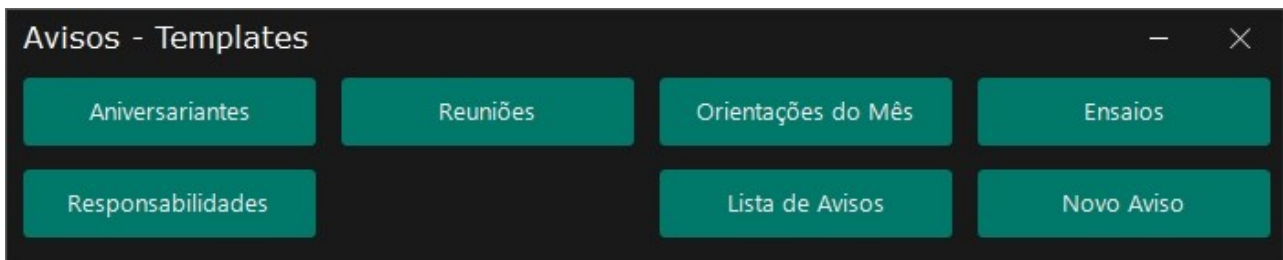 Avisos - Templates
Aniversariantes
Reuniões
Orientações do Mês
Ensaios
Responsabilidades
Lista de Avisos
Novo Aviso